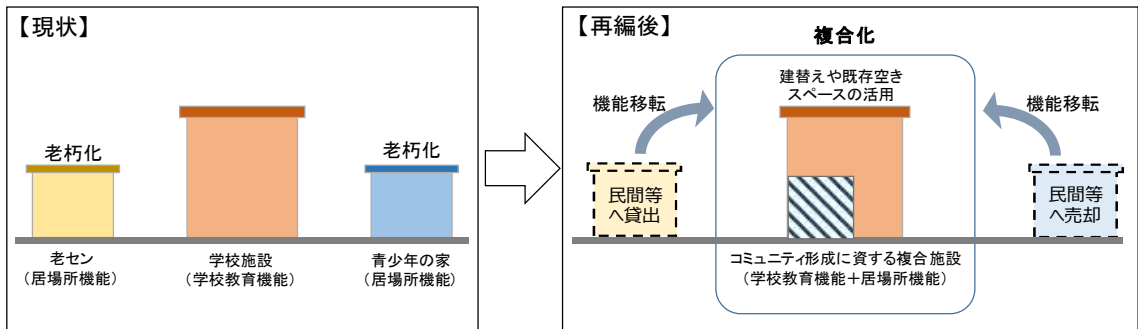 【現状】
老朽化
老朽化
老セン
(居場所機能)
学校施設
(学校教育機能)
青少年の家
(居場所機能)
【再編後】
複合化
建替えや既存空き
スペースの活用
機能移転
機能移転
民間等
へ貸出
民間等
へ売却
コミュニティ形成に資する複合施設
(学校教育機能+居場所機能)